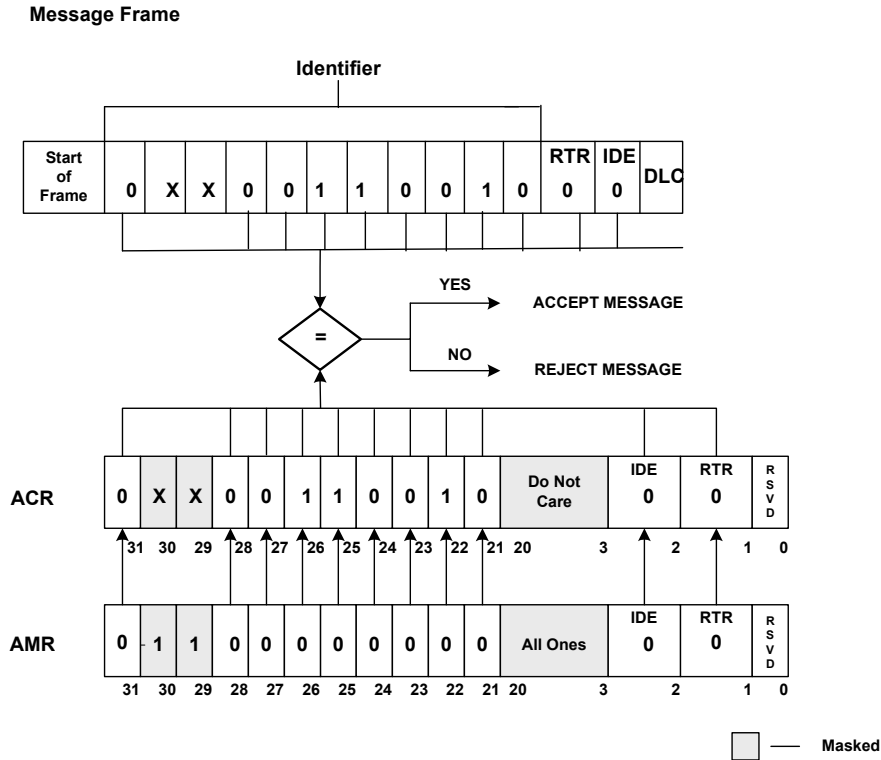 Message Frame
Identifier
Start of Frame
0 X X 0 0 1 1 0 0 1 0 RTR 0 IDE 0 DLC
=
YES
ACCEPT MESSAGE
NO
REJECT MESSAGE
ACR
0 X X 0 0 1 1 0 0 1 0 Do Not Care IDE 0 RTR 0 RSVD
31 30 29 28 27 26 25 24 23 22 21 20 3 2 1 0
AMR
0 - 1 1 0 0 0 0 0 0 0 0 All Ones IDE 0 RTR 0 RSVD
31 30 29 28 27 26 25 24 23 22 21 20 3 2 1 0
Masked